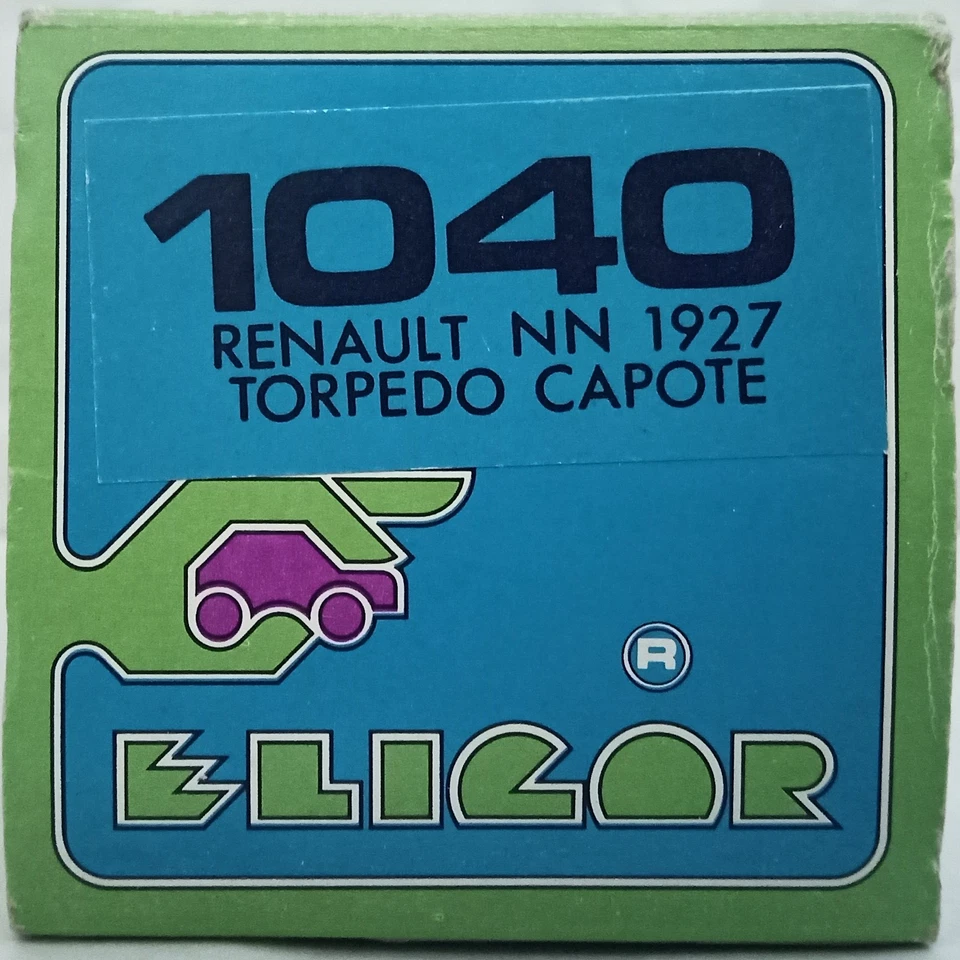 1040
RENAULT NN 1927
TORPEDO CAPOTE
R
ELIGOR